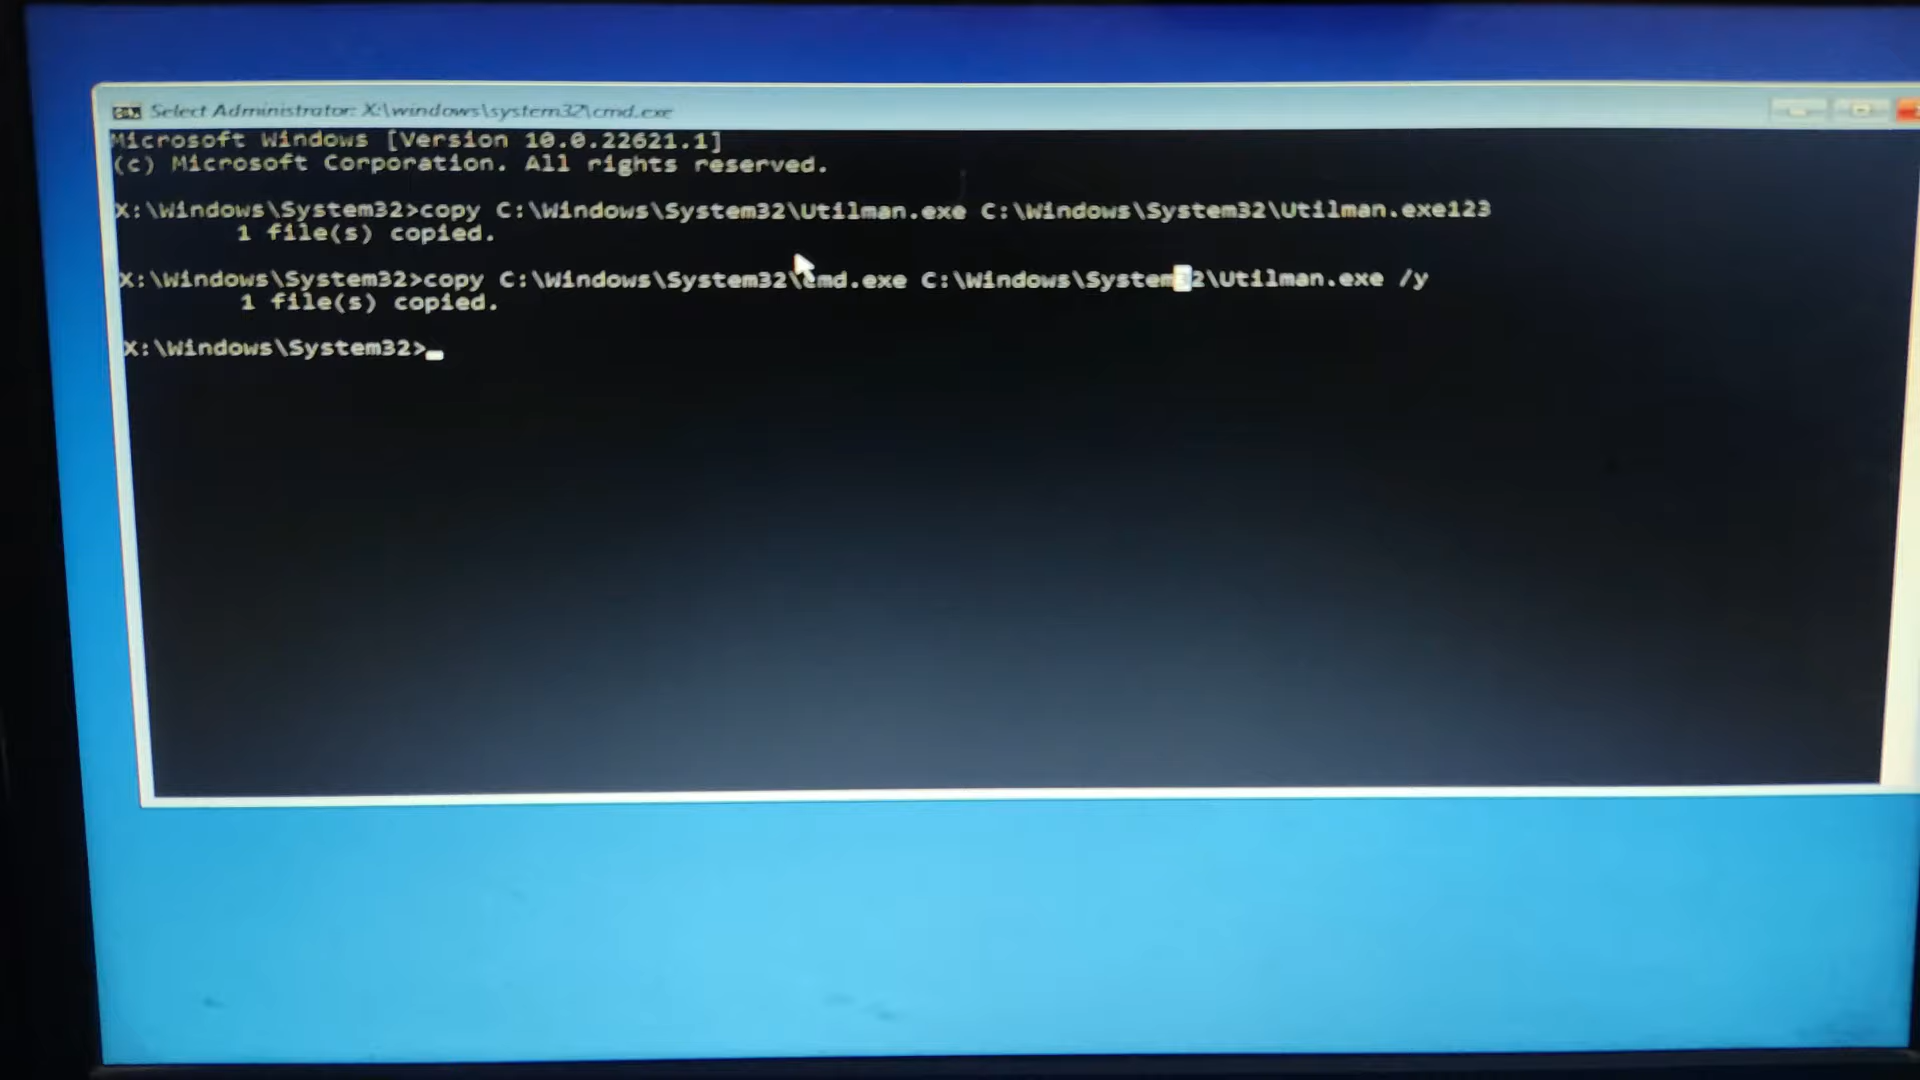 Select Administrator: X:\windows\system32\cmd.exe
Microsoft Windows [Version 10.0.22621.1]
(c) Microsoft Corporation. All rights reserved.
X:\Windows\System32>copy C:\Windows\System32\Utilman.exe C:\Windows\System32\Utilman.exe123
1 file(s) copied.
X:\Windows\System32>copy C:\Windows\System32\cmd.exe C:\Windows\System32\Utilman.exe /y
1 file(s) copied.
X:\Windows\System32>